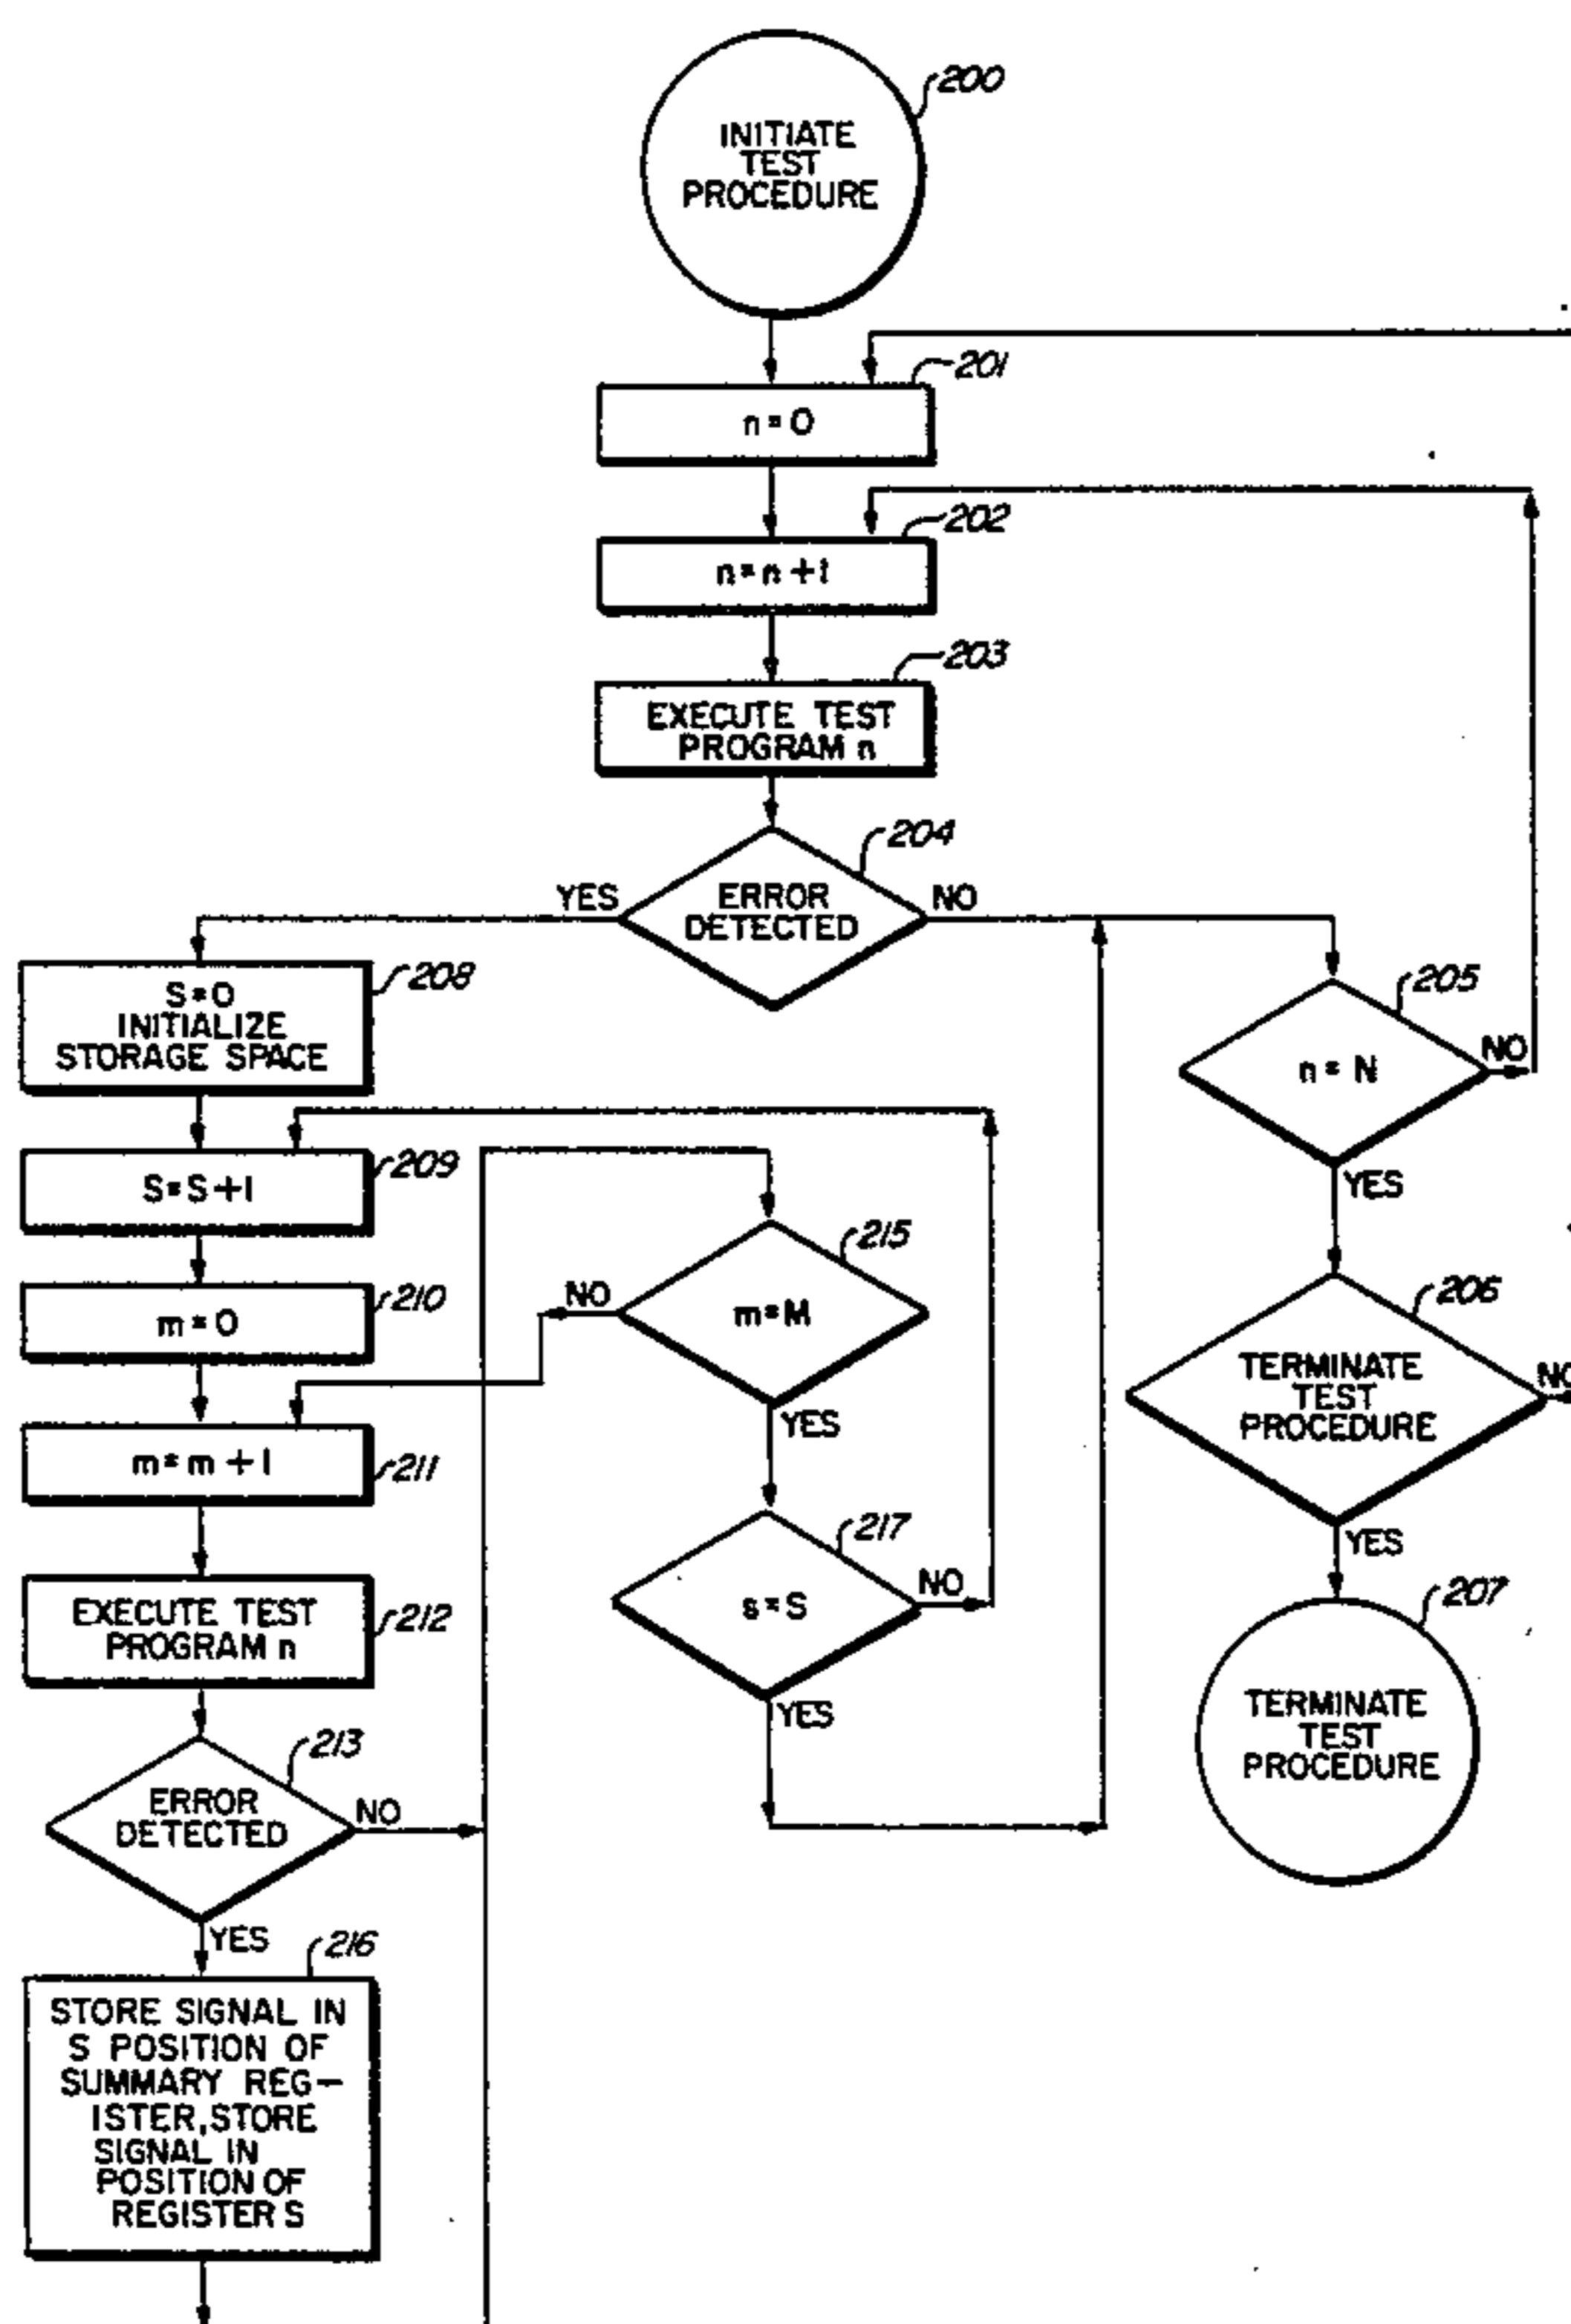 200
INITIATE
TEST
PROCEDURE
201
n=0
202
n=n+1
203
EXECUTE TEST
PROGRAM n
204
YES
ERROR
DETECTED
NO
208
S=0
INITIALIZE
STORAGE SPACE
205
n=N
NO
YES
209
S=S+1
215
NO
m=M
YES
210
m=0
206
TERMINATE
TEST
PROCEDURE
NO
YES
211
m=m+1
217
s=S
NO
YES
212
EXECUTE TEST
PROGRAM n
207
TERMINATE
TEST
PROCEDURE
213
ERROR
DETECTED
NO
YES
216
STORE SIGNAL IN
S POSITION OF
SUMMARY REG-
ISTER,STORE
SIGNAL IN
POSITION OF
REGISTER S